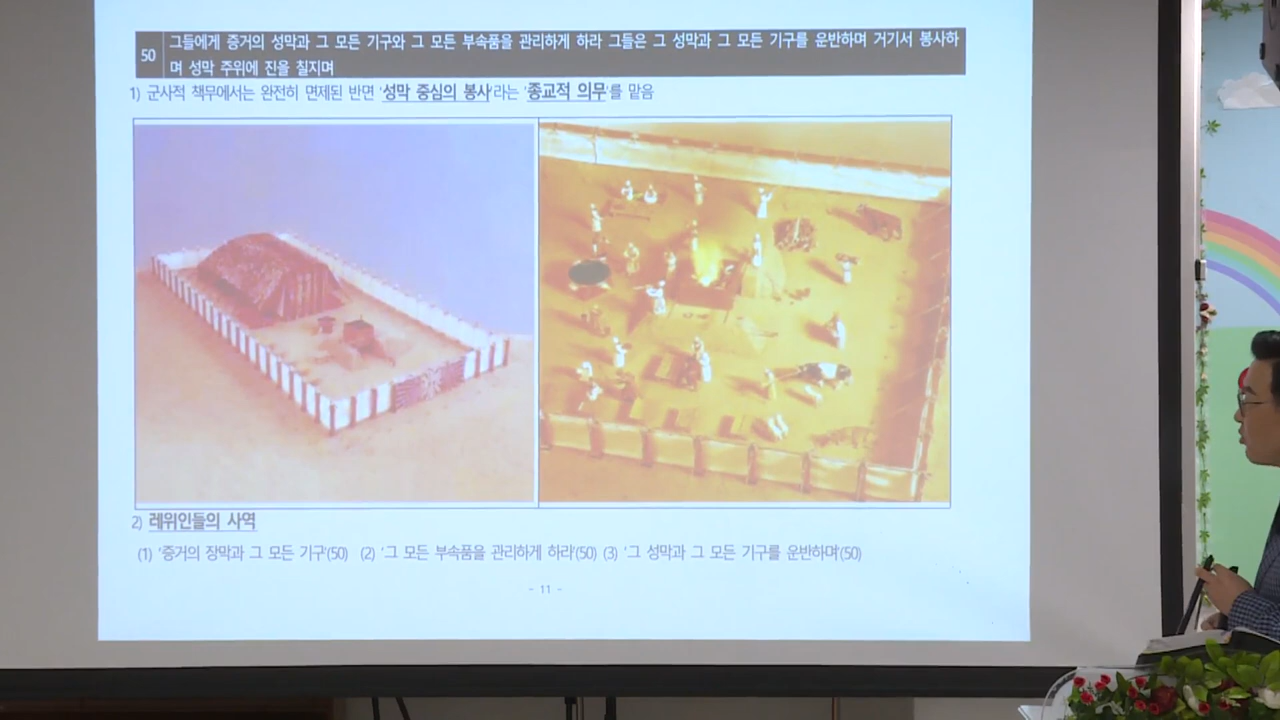 50
그들에게 증거의 성막과 그 모든 기구와 그 모든 부속품을 관리하게 하라 그들은 그 성막과 그 모든 기구를 운반하며 거기서 봉사하
며 성막 주위에 진을 칠지며
1) 군사적 책무에서는 완전히 면제된 반면 '성막 중심의 봉사'라는 '종교적 의무'를 맡음
2) 레위인들의 사역
(1) '증거의 장막과 그 모든 기구'(50) (2) '그 모든 부속품을 관리하게 하라'(50) (3) '그 성막과 그 모든 기구를 운반하며'(50)
- 11 -